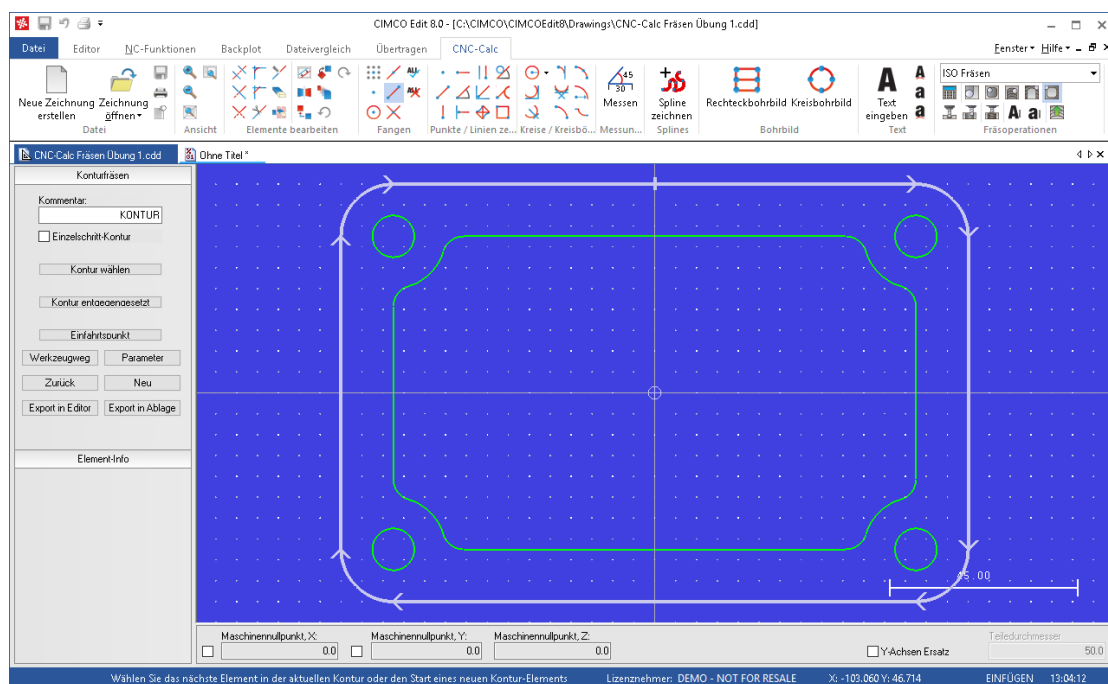 CIMCO Edit 8.0 - [C:\CIMCO\CIMCOEdit8\Drawings\CNC-Calc Fräsen Übung 1.cdd]
Datei Editor NC-Funktionen Backplot Dateivergleich Übertragen CNC-Calc Fenster Hilfe
Neue Zeichnung erstellen
Zeichnung öffnen
Datei
Ansicht
Elemente bearbeiten
ALL
ASK
Fangen
Punkte / Linien ze...
Kreise / Kreisbö...
45
30
Messen
Messun...
Spline zeichnen
Splines
Rechteckbohrbild Kreisbohrbild
Bohrbild
A
Text eingeben
A
a
a
Text
ISO Fräsen
A a
Fräsoperationen
CNC-Calc Fräsen Übung 1.cdd
Ohne Titel *
Konturfräsen
Kommentar:
KONTUR
Einzelschritt-Kontur
Kontur wählen
Kontur entgegengesetzt
Einfahrtspunkt
Werkzeugweg Parameter
Zurück Neu
Export in Editor Export in Ablage
Element-Info
45.00
Maschinennullpunkt, X: Maschinennullpunkt, Y: Maschinennullpunkt, Z: Teiledurchmesser
0.0 0.0 0.0 Y-Achsen Ersatz 50.0
Wählen Sie das nächste Element in der aktuellen Kontur oder den Start eines neuen Kontur-Elements Lizenznehmer: DEMO - NOT FOR RESALE X: -103.060 Y: 46.714 EINFÜGEN 13:04:12